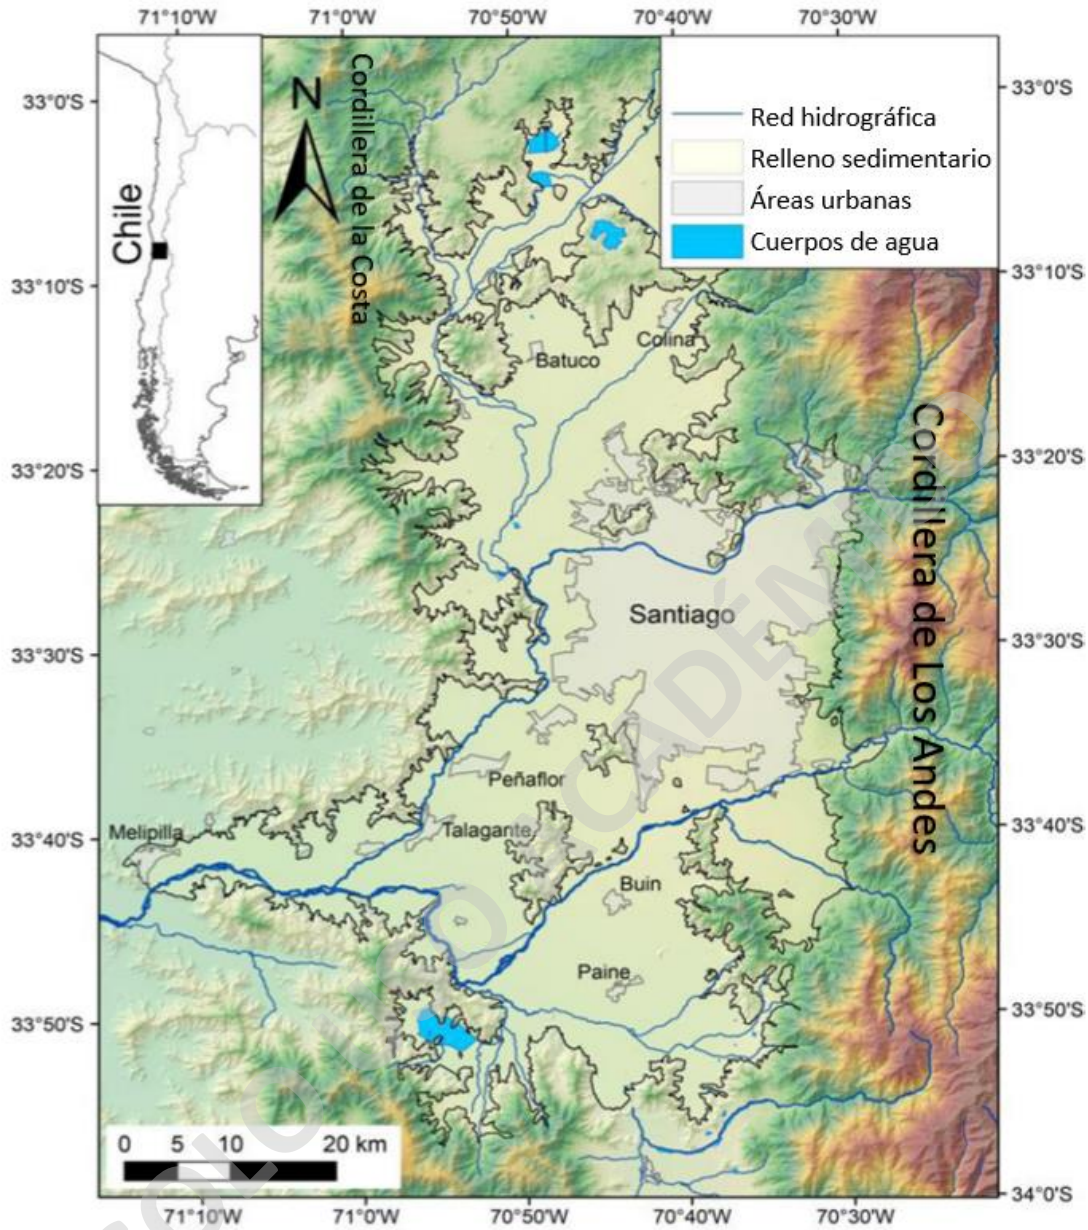 71°10'W 71°0'W 70°50'W 70°40'W 70°30'W
33°0'S
33°10'S
33°20'S
33°30'S
33°40'S
33°50'S
Chile
N
Cordillera de la Costa
Red hidrográfica
Relleno sedimentario
Áreas urbanas
Cuerpos de agua
33°0'S
33°10'S
33°20'S
33°30'S
33°40'S
33°50'S
34°0'S
Colina
Batuco
Cordillera de Los Andes
Santiago
Peñaflor
Melipilla
Talagante
Buin
Paine
0 5 10 20 km
71°10'W 71°0'W 70°50'W 70°40'W 70°30'W